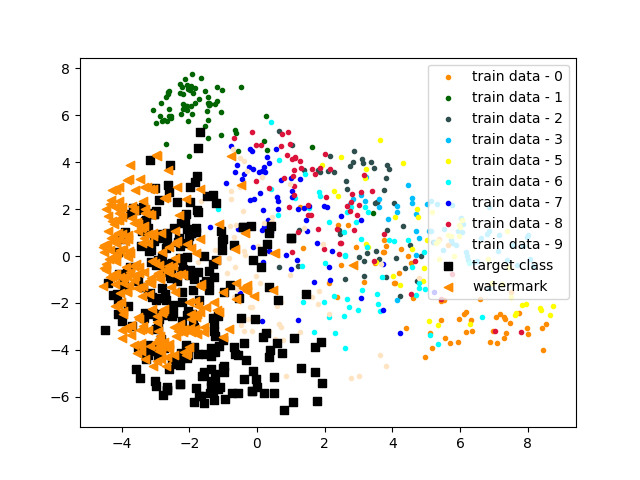 8
6
4
2
0
−2
−4
−6
−4
−2
0
2
4
6
8
train data - 0
train data - 1
train data - 2
train data - 3
train data - 5
train data - 6
train data - 7
train data - 8
train data - 9
target class
watermark